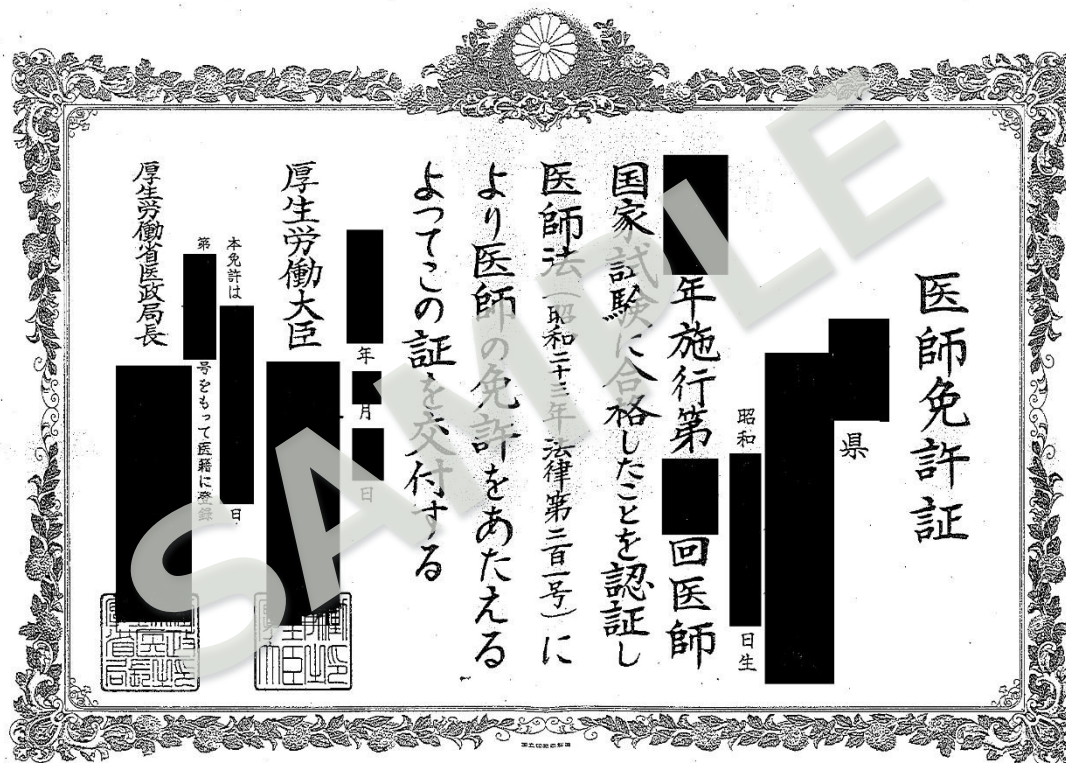 医師免許証
県
昭和
日生
年施行第
回医師
国家試験に合格したことを認証し
医師法(昭和二十三年法律第二百一号)に
より医師の免許をあたえる
よつてこの証を交付する
年
月
日
厚生労働大臣
本免許は
日
第
号をもって医籍に登録
厚生労働省医政局長
SAMPLE